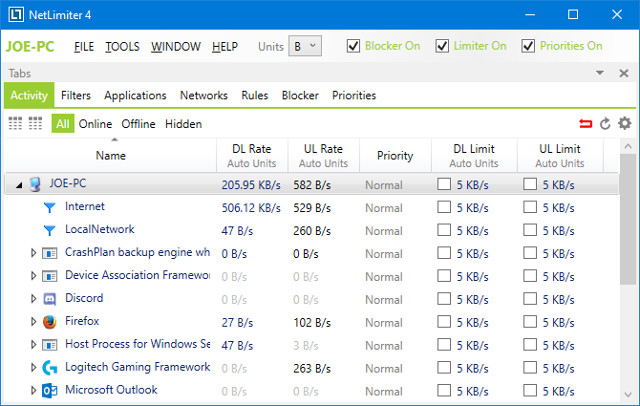 NetLimiter 4
JOE-PC FILE TOOLS WINDOW HELP Units B Blocker On Limiter On Priorities On
Tabs
Activity Filters Applications Networks Rules Blocker Priorities
All Online Offline Hidden
Name DL Rate UL Rate Priority DL Limit UL Limit
Auto Units Auto Units Auto Units Auto Units
JOE-PC 205.95 KB/s 582 B/s Normal 5 KB/s 5 KB/s
Internet 506.12 KB/s 529 B/s Normal 5 KB/s 5 KB/s
LocalNetwork 47 B/s 260 B/s Normal 5 KB/s 5 KB/s
CrashPlan backup engine wh 0 B/s 0 B/s Normal 5 KB/s 5 KB/s
Device Association Framewo 0 B/s 0 B/s Normal 5 KB/s 5 KB/s
Discord 0 B/s 0 B/s Normal 5 KB/s 5 KB/s
Firefox 27 B/s 102 B/s Normal 5 KB/s 5 KB/s
Host Process for Windows Se 47 B/s 3 B/s Normal 5 KB/s 5 KB/s
Logitech Gaming Framework 0 B/s 263 B/s Normal 5 KB/s 5 KB/s
Microsoft Outlook 0 B/s 0 B/s Normal 5 KB/s 5 KB/s